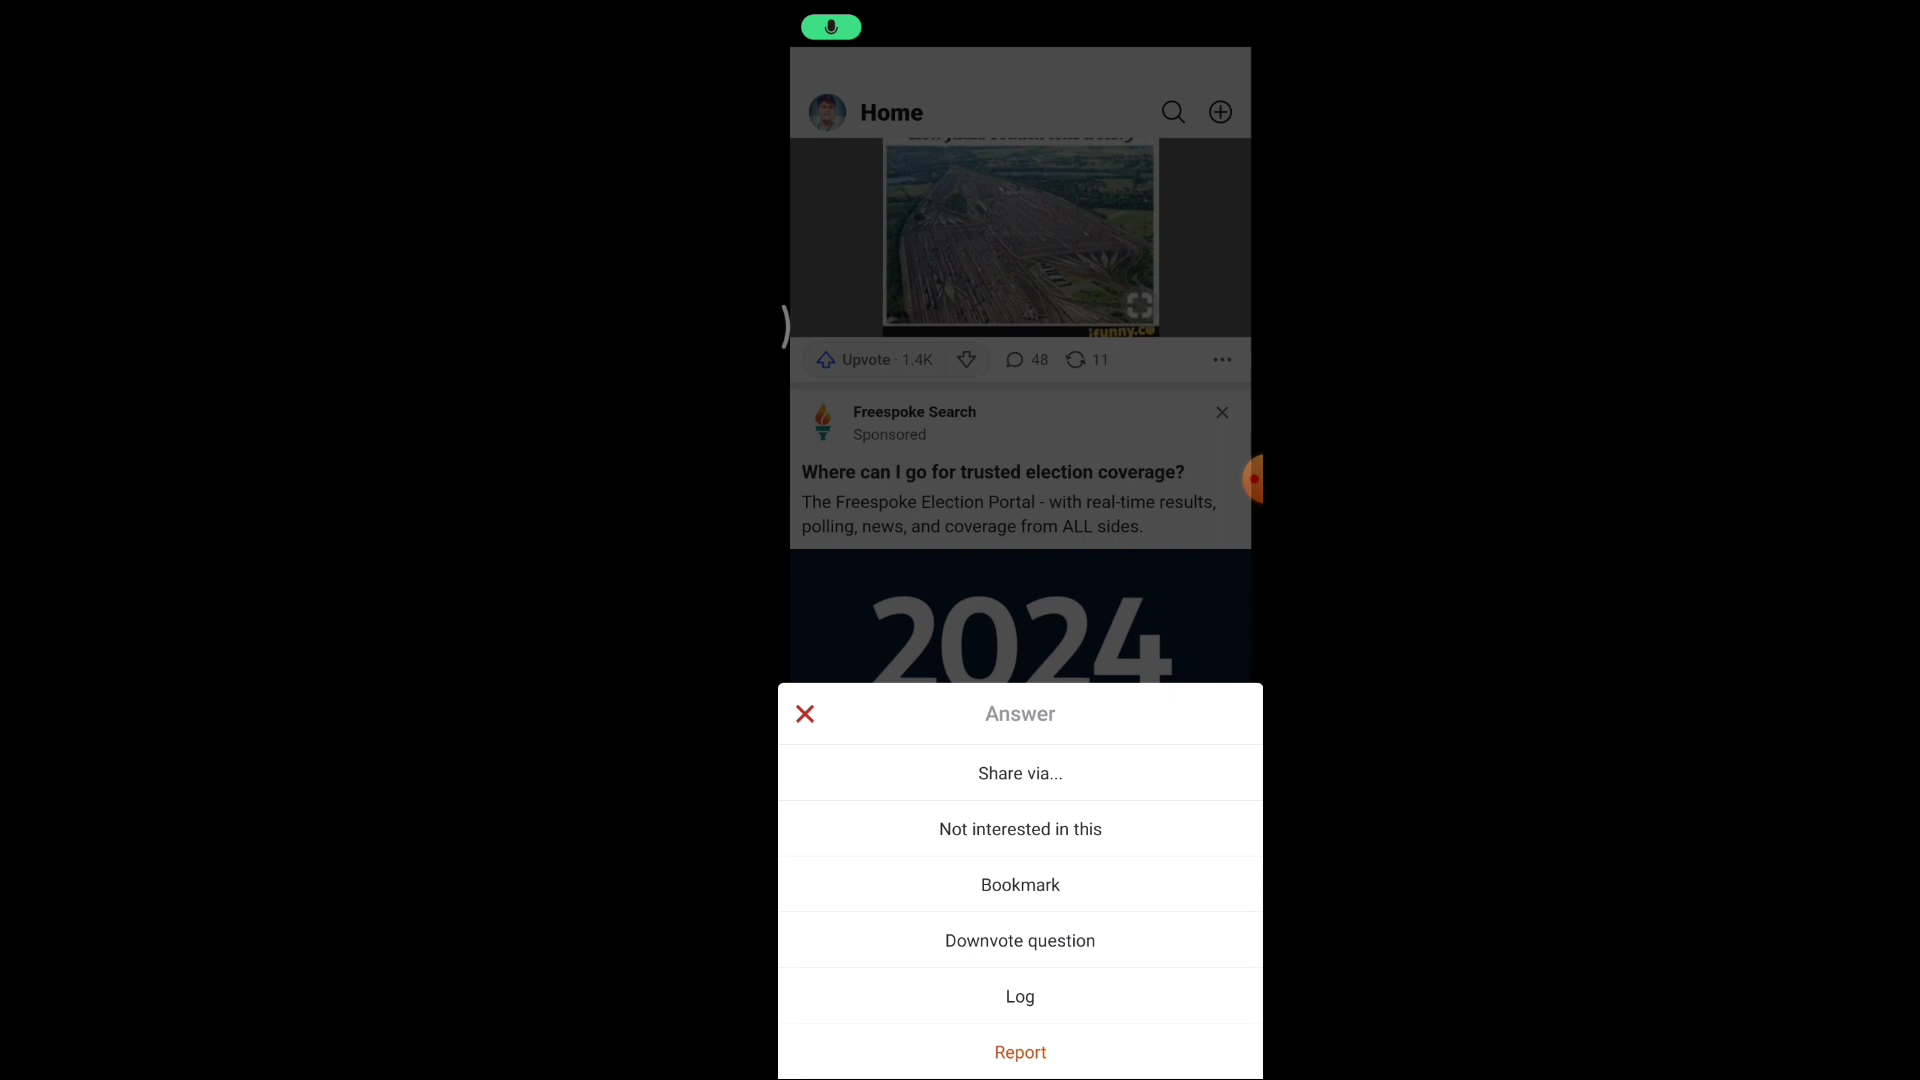 Home
ifunny.co
Upvote · 1.4K
48
11
Freespoke Search
Sponsored
Where can I go for trusted election coverage?
The Freespoke Election Portal - with real-time results,
polling, news, and coverage from ALL sides.
2024
Answer
Share via...
Not interested in this
Bookmark
Downvote question
Log
Report